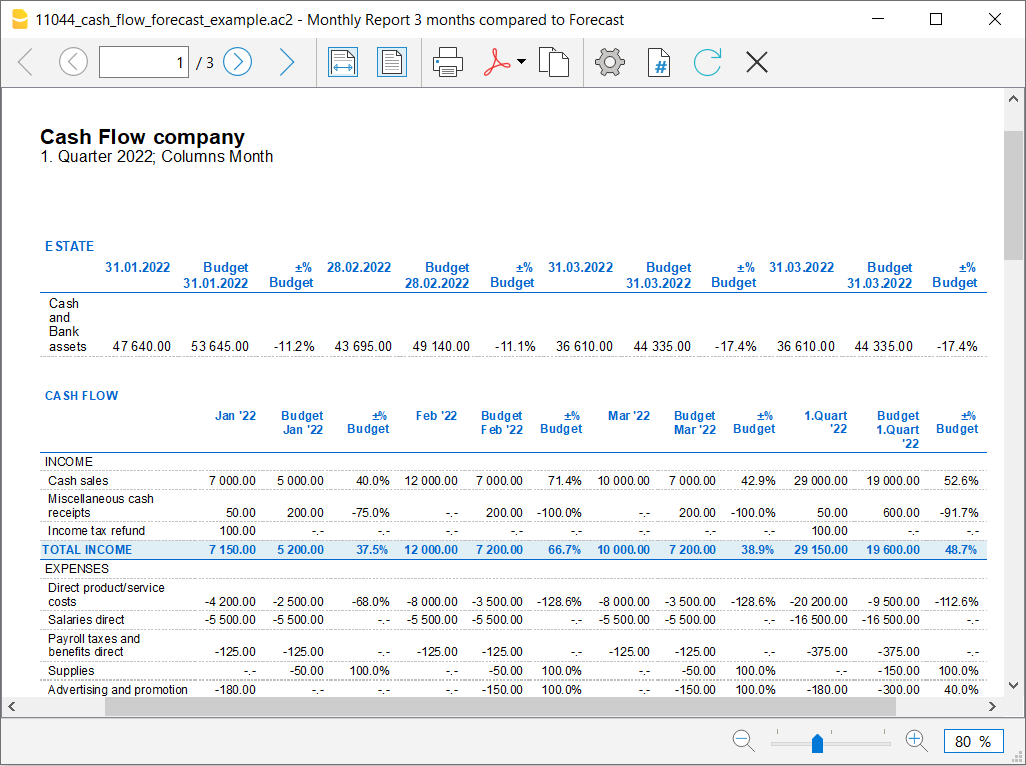 11044_cash_flow_forecast_example.ac2 - Monthly Report 3 months compared to Forecast
1 / 3
#
Cash Flow company
1. Quarter 2022; Columns Month
ESTATE
31.01.2022 Budget 31.01.2022 ±% Budget 28.02.2022 Budget 28.02.2022 ±% Budget 31.03.2022 Budget 31.03.2022 ±% Budget 31.03.2022 Budget 31.03.2022 ±% Budget
Cash
and
Bank
assets 47 640.00 53 645.00 -11.2% 43 695.00 49 140.00 -11.1% 36 610.00 44 335.00 -17.4% 36 610.00 44 335.00 -17.4%
CASH FLOW
Jan '22 Budget Jan '22 ±% Budget Feb '22 Budget Feb '22 ±% Budget Mar '22 Budget Mar '22 ±% Budget 1.Quart '22 Budget 1.Quart '22 ±% Budget
INCOME
Cash sales 7 000.00 5 000.00 40.0% 12 000.00 7 000.00 71.4% 10 000.00 7 000.00 42.9% 29 000.00 19 000.00 52.6%
Miscellaneous cash
receipts 50.00 200.00 -75.0% -.- 200.00 -100.0% -.- 200.00 -100.0% 50.00 600.00 -91.7%
Income tax refund 100.00 -.- -.- -.- -.- -.- -.- -.- -.- 100.00 -.- -.-
TOTAL INCOME 7 150.00 5 200.00 37.5% 12 000.00 7 200.00 66.7% 10 000.00 7 200.00 38.9% 29 150.00 19 600.00 48.7%
EXPENSES
Direct product/service
costs -4 200.00 -2 500.00 -68.0% -8 000.00 -3 500.00 -128.6% -8 000.00 -3 500.00 -128.6% -20 200.00 -9 500.00 -112.6%
Salaries direct -5 500.00 -5 500.00 -.- -5 500.00 -5 500.00 -.- -5 500.00 -5 500.00 -.- -16 500.00 -16 500.00 -.-
Payroll taxes and
benefits direct -125.00 -125.00 -.- -125.00 -125.00 -.- -125.00 -125.00 -.- -375.00 -375.00 -.-
Supplies -.- -50.00 100.0% -.- -50.00 100.0% -.- -50.00 100.0% -.- -150.00 100.0%
Advertising and promotion -180.00 -.- -.- -.- -150.00 100.0% -.- -150.00 100.0% -180.00 -300.00 40.0%
80 %